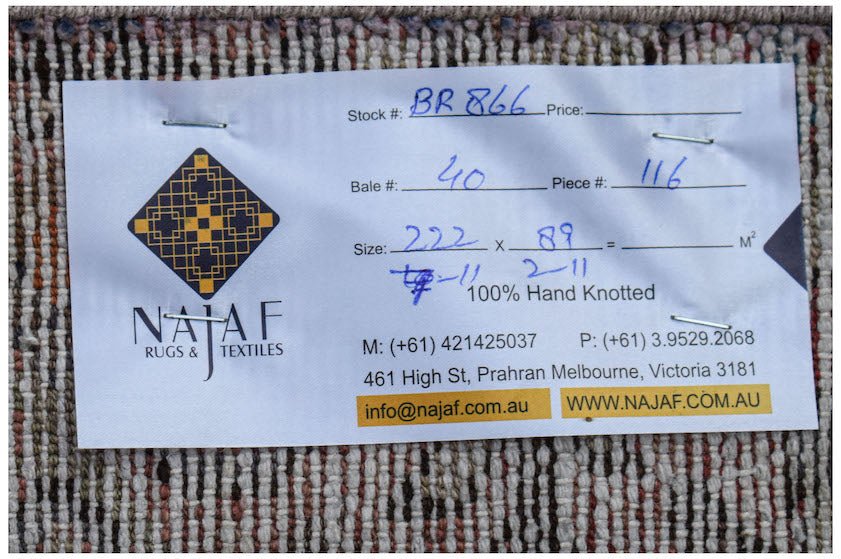 Stock #: BR 866 Price:
Bale #: 40 Piece #: 116
Size: 222 X 89 = M²
-11 2-11
100% Hand Knotted
NAJAF
RUGS & TEXTILES
M: (+61) 421425037 P: (+61) 3.9529.2068
461 High St, Prahran Melbourne, Victoria 3181
info@najaf.com.au WWW.NAJAF.COM.AU